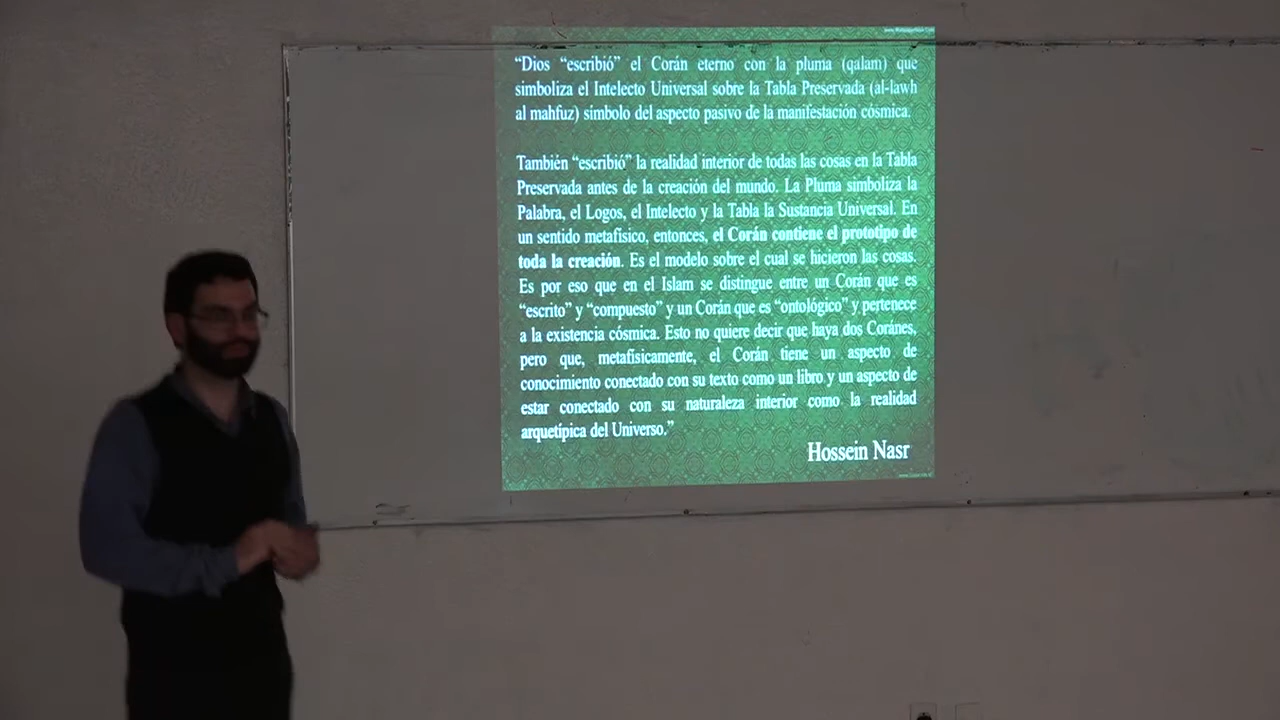 “Dios “escribió” el Corán eterno con la pluma (qalam) que
simboliza el Intelecto Universal sobre la Tabla Preservada (al-lawh
al mahfuz) símbolo del aspecto pasivo de la manifestación cósmica.
También “escribió” la realidad interior de todas las cosas en la Tabla
Preservada antes de la creación del mundo. La Pluma simboliza la
Palabra, el Logos, el Intelecto y la Tabla la Sustancia Universal. En
un sentido metafísico, entonces, el Corán contiene el prototipo de
toda la creación. Es el modelo sobre el cual se hicieron las cosas.
Es por eso que en el Islam se distingue entre un Corán que es
“escrito” y “compuesto” y un Corán que es “ontológico” y pertenece
a la existencia cósmica. Esto no quiere decir que haya dos Coránes,
pero que, metafísicamente, el Corán tiene un aspecto de
conocimiento conectado con su texto como un libro y un aspecto de
estar conectado con su naturaleza interior como la realidad
arquetípica del Universo.”
Hossein Nasr